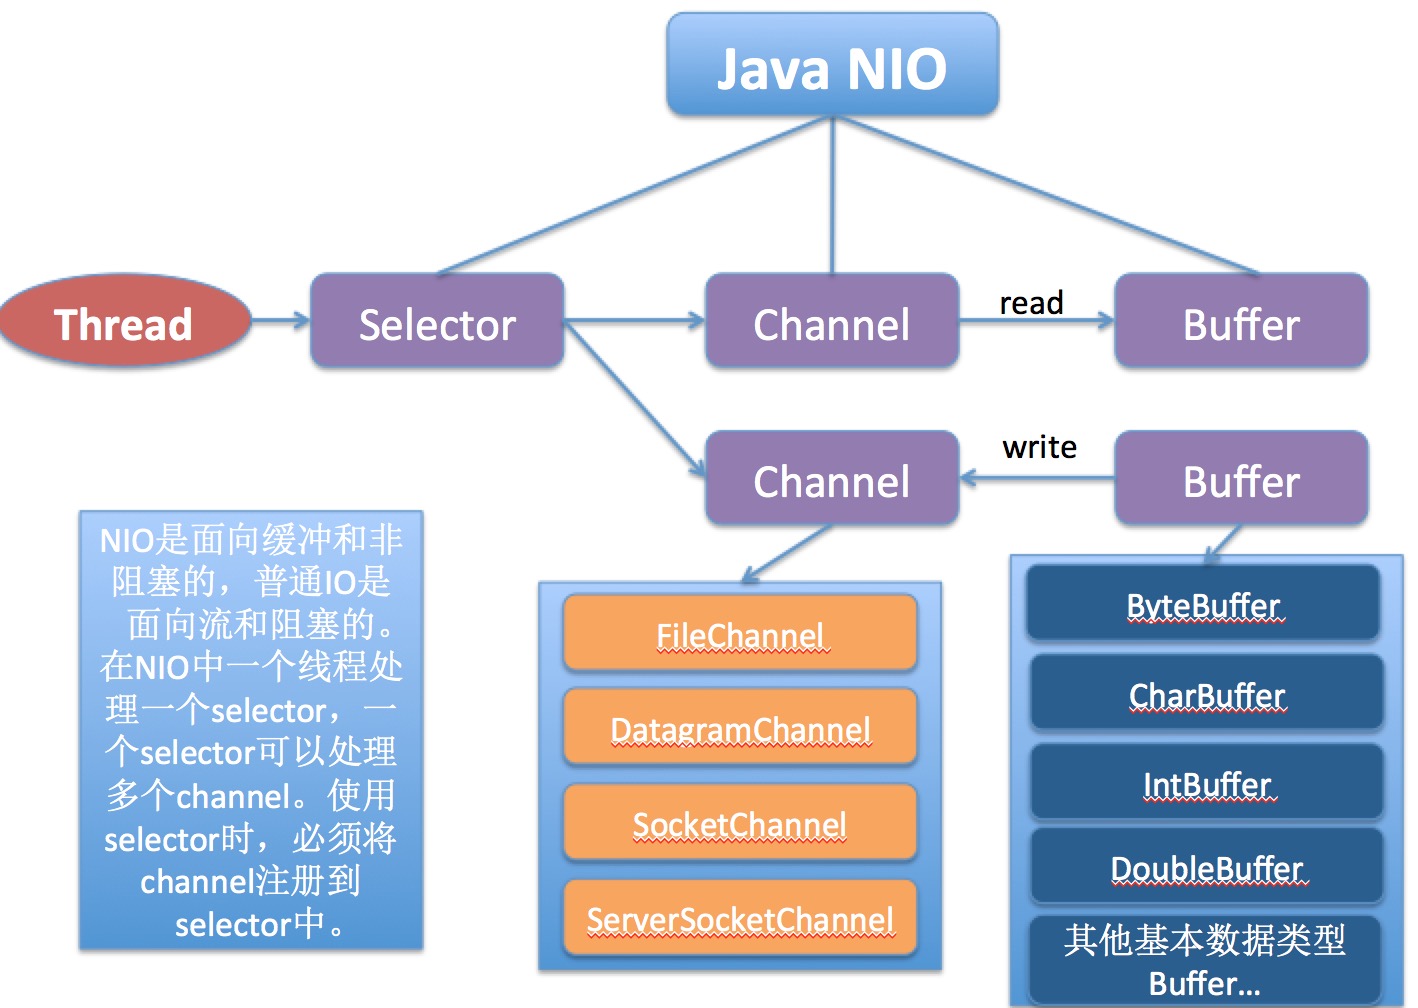 Java NIO
Thread
Selector
Channel
read
Buffer
Channel
write
Buffer
NIO是面向缓冲和非
阻塞的，普通IO是
面向流和阻塞的。
在NIO中一个线程处
理一个selector，一
个selector可以处理
多个channel。使用
selector时，必须将
channel注册到
selector中。
FileChannel
DatagramChannel
SocketChannel
ServerSocketChannel
ByteBuffer
CharBuffer
IntBuffer
DoubleBuffer
其他基本数据类型
Buffer...